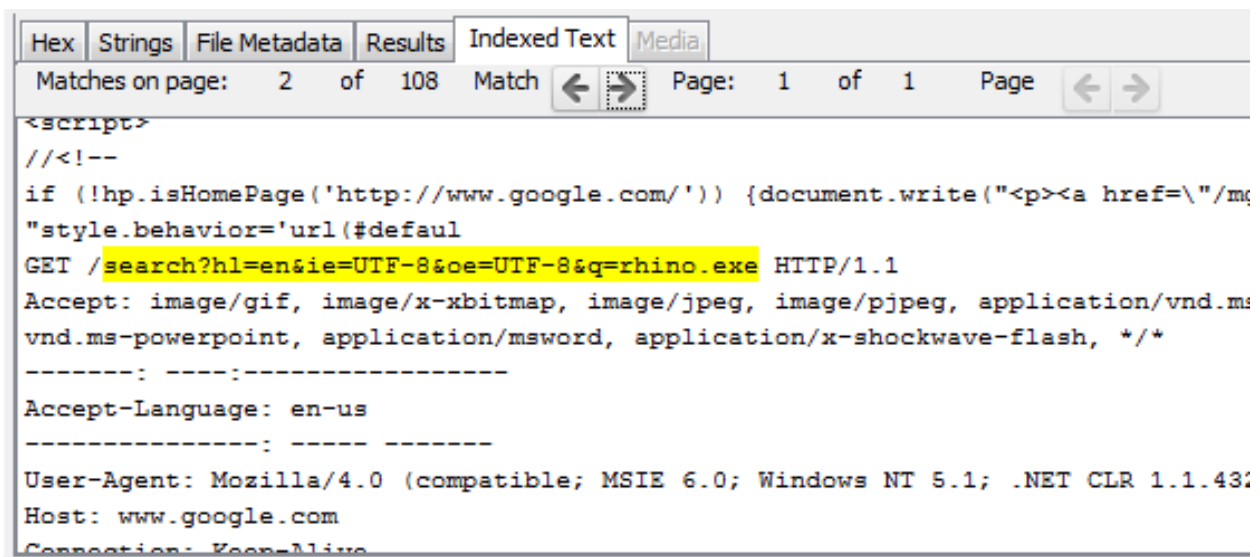 Hex Strings File Metadata Results Indexed Text Media
Matches on page: 2 of 108 Match Page: 1 of 1 Page
<script>
//<!--
if (!hp.isHomePage('http://www.google.com/')) {document.write("<p><a href=\"/mg
"style.behavior='url(#defaul
GET /search?hl=en&ie=UTF-8&oe=UTF-8&q=rhino.exe HTTP/1.1
Accept: image/gif, image/x-xbitmap, image/jpeg, image/pjpeg, application/vnd.ms
vnd.ms-powerpoint, application/msword, application/x-shockwave-flash, */*
-------: ----:-----------------
Accept-Language: en-us
---------------: ----- -------
User-Agent: Mozilla/4.0 (compatible; MSIE 6.0; Windows NT 5.1; .NET CLR 1.1.432
Host: www.google.com
Connection: Keep-Alive